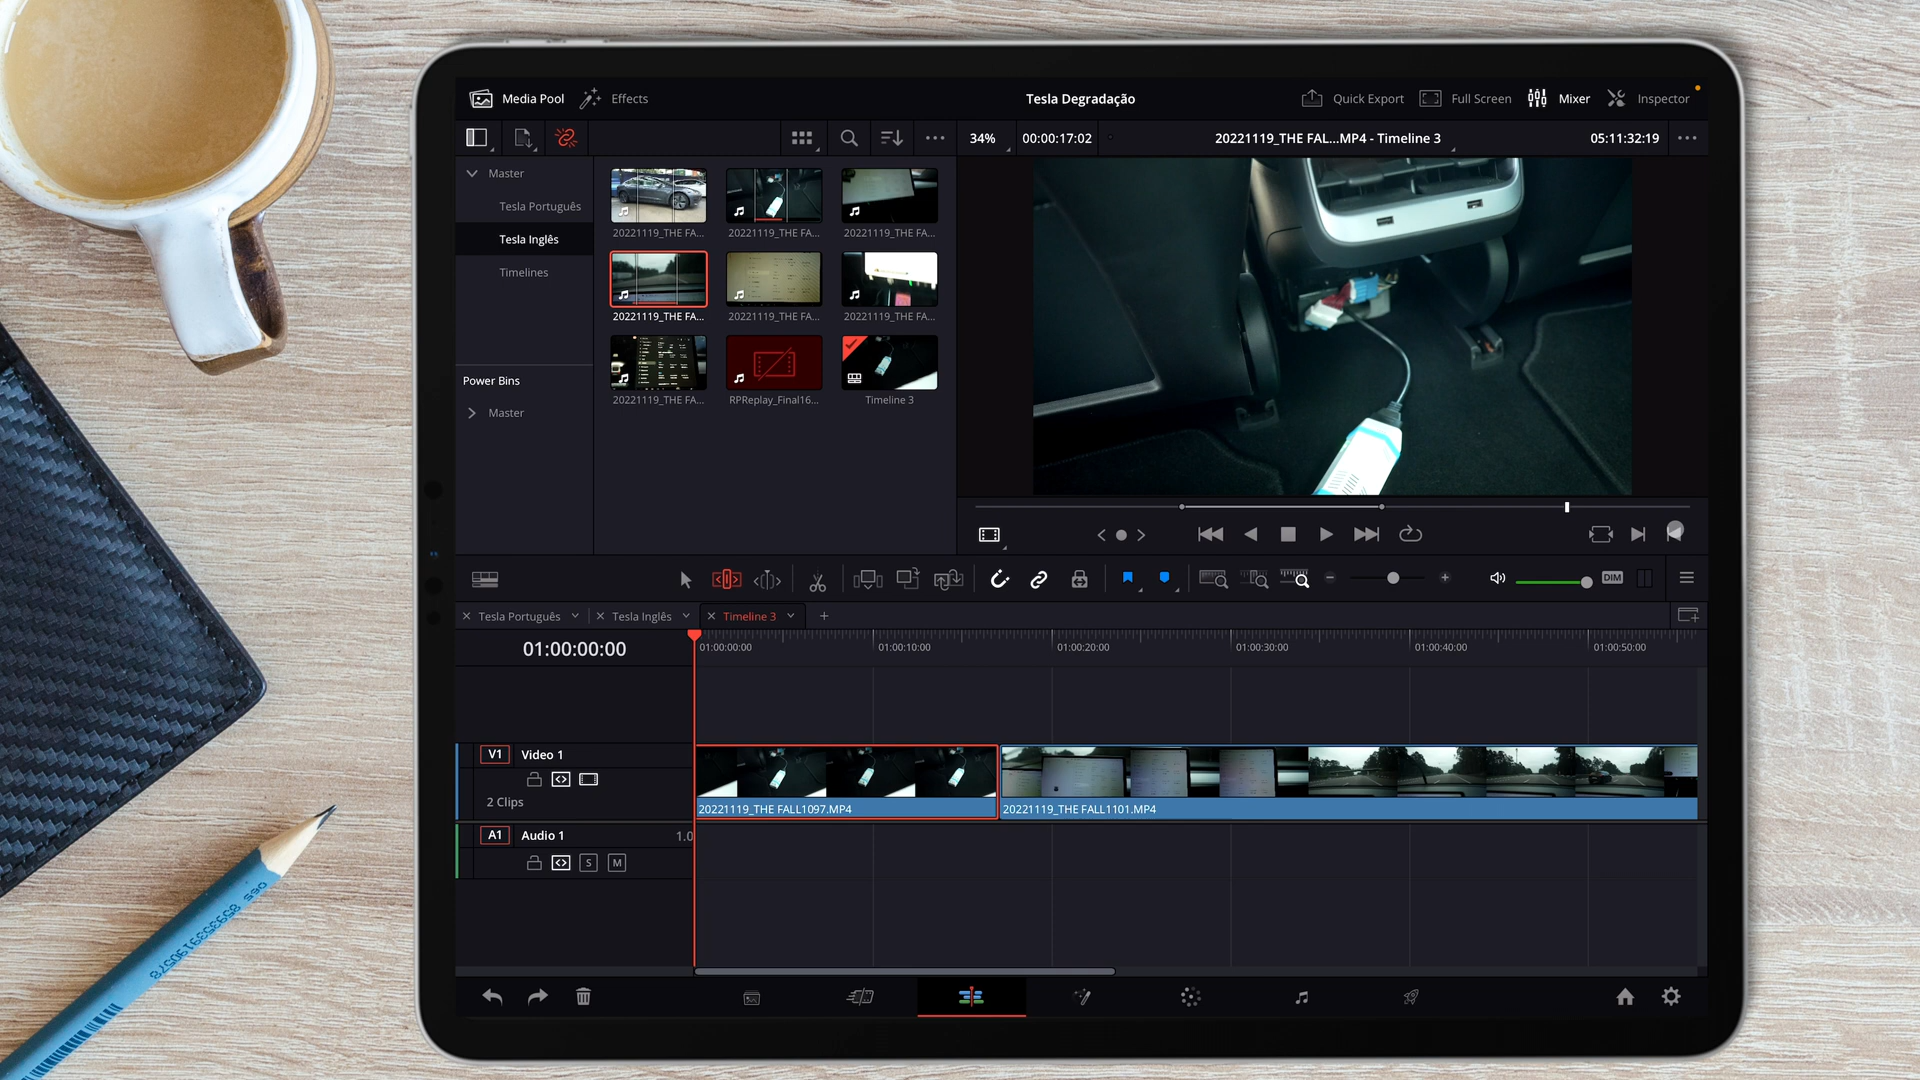 Media Pool Effects Tesla Degradação Quick Export Full Screen Mixer Inspector
34% 00:00:17:02 20221119_THE FAL...MP4 - Timeline 3 05:11:32:19
Master
Tesla Português
Tesla Inglês
Timelines
Power Bins
Master
20221119_THE FA... 20221119_THE FA... 20221119_THE FA...
20221119_THE FA... 20221119_THE FA... 20221119_THE FA...
20221119_THE FA... RPReplay_Final16... Timeline 3
DIM
Tesla Português Tesla Inglês Timeline 3
01:00:00:00
01:00:00:00 01:00:10:00 01:00:20:00 01:00:30:00 01:00:40:00 01:00:50:00
V1 Video 1
2 Clips
20221119_THE FALL1097.MP4 20221119_THE FALL1101.MP4
A1 Audio 1 1.0
S M